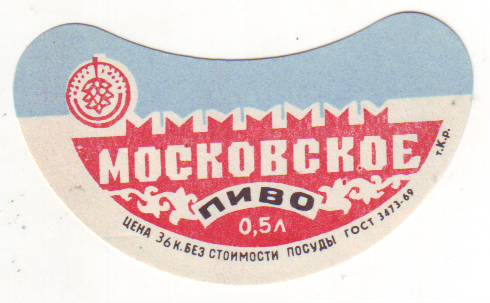 МОСКОВСКОЕ
ПИВО
0,5Л
ЦЕНА 36 К. БЕЗ СТОИМОСТИ ПОСУДЫ ГОСТ 3473-69
т.К.р.